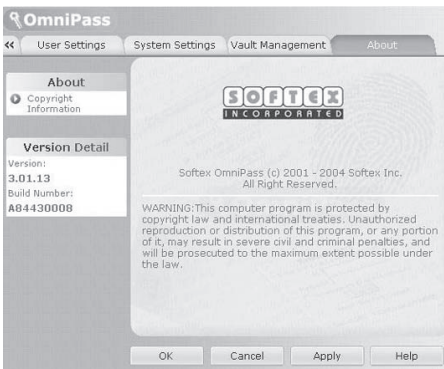 OmniPass
<< User Settings System Settings Vault Management About
About
Copyright
Information
Version Detail
Version:
3.01.13
Build Number:
A84430008
SOFTEX
INCORPORATED
Softex OmniPass (c) 2001 - 2004 Softex Inc.
All Right Reserved.
WARNING:This computer program is protected by
copyright law and international treaties. Unauthorized
reproduction or distribution of this program, or any portion
of it, may result in severe civil and criminal penalties, and
will be prosecuted to the maximum extent possible under
the law.
OK Cancel Apply Help